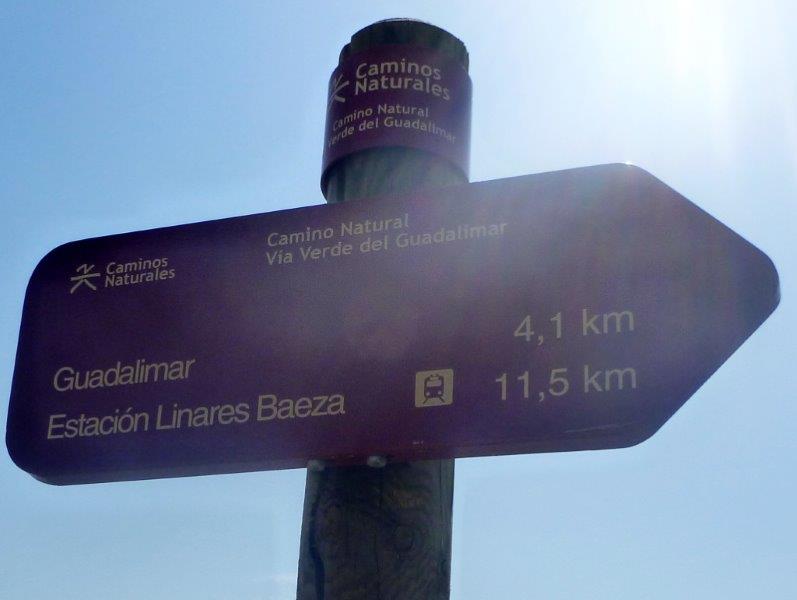 Caminos
Naturales
Camino Natural
Verde del Guadalimar
Caminos
Naturales
Camino Natural
Vía Verde del Guadalimar
Guadalimar 4,1 km
Estación Linares Baeza 11,5 km